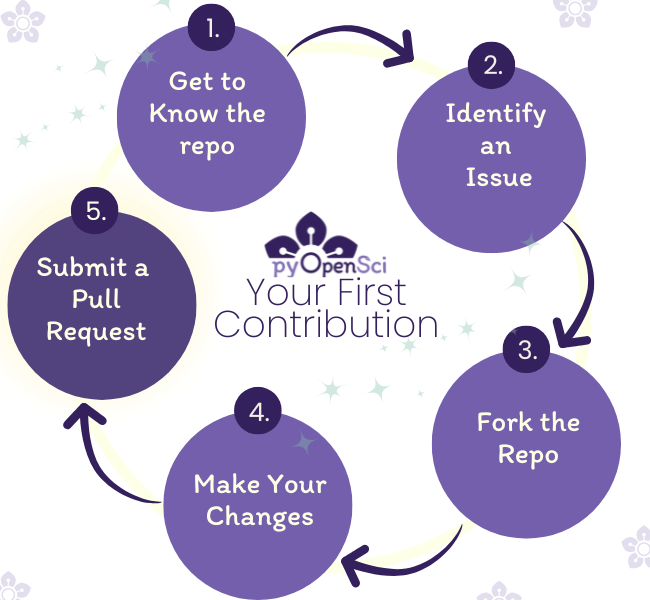 1.
Get to
Know the
repo
2.
Identify
an
Issue
3.
Fork the
Repo
4.
Make Your
Changes
5.
Submit a
Pull
Request
pyOpenSci
Your First
Contribution